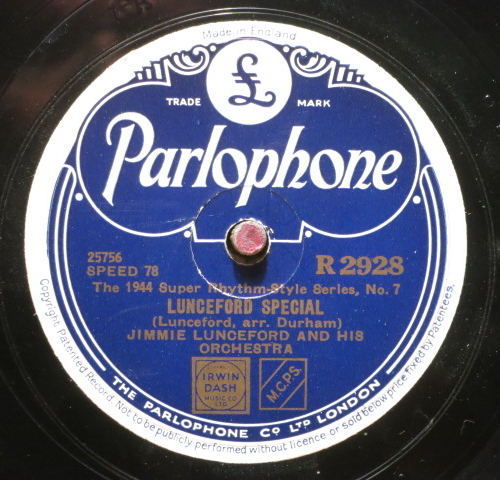 Made in England
£
TRADE MARK
Parlophone
25756
SPEED 78
R 2928
The 1944 Super Rhythm-Style Series, No. 7
LUNCEFORD SPECIAL
(Lunceford, arr. Durham)
JIMMIE LUNCEFORD AND HIS
ORCHESTRA
IRWIN
DASH
MUSIC CO
LTD.
M.C.P.S.
THE PARLOPHONE Cº LTD LONDON
Copyright Patented Record. Not to be publicly performed without licence or sold below price fixed by Patentees.